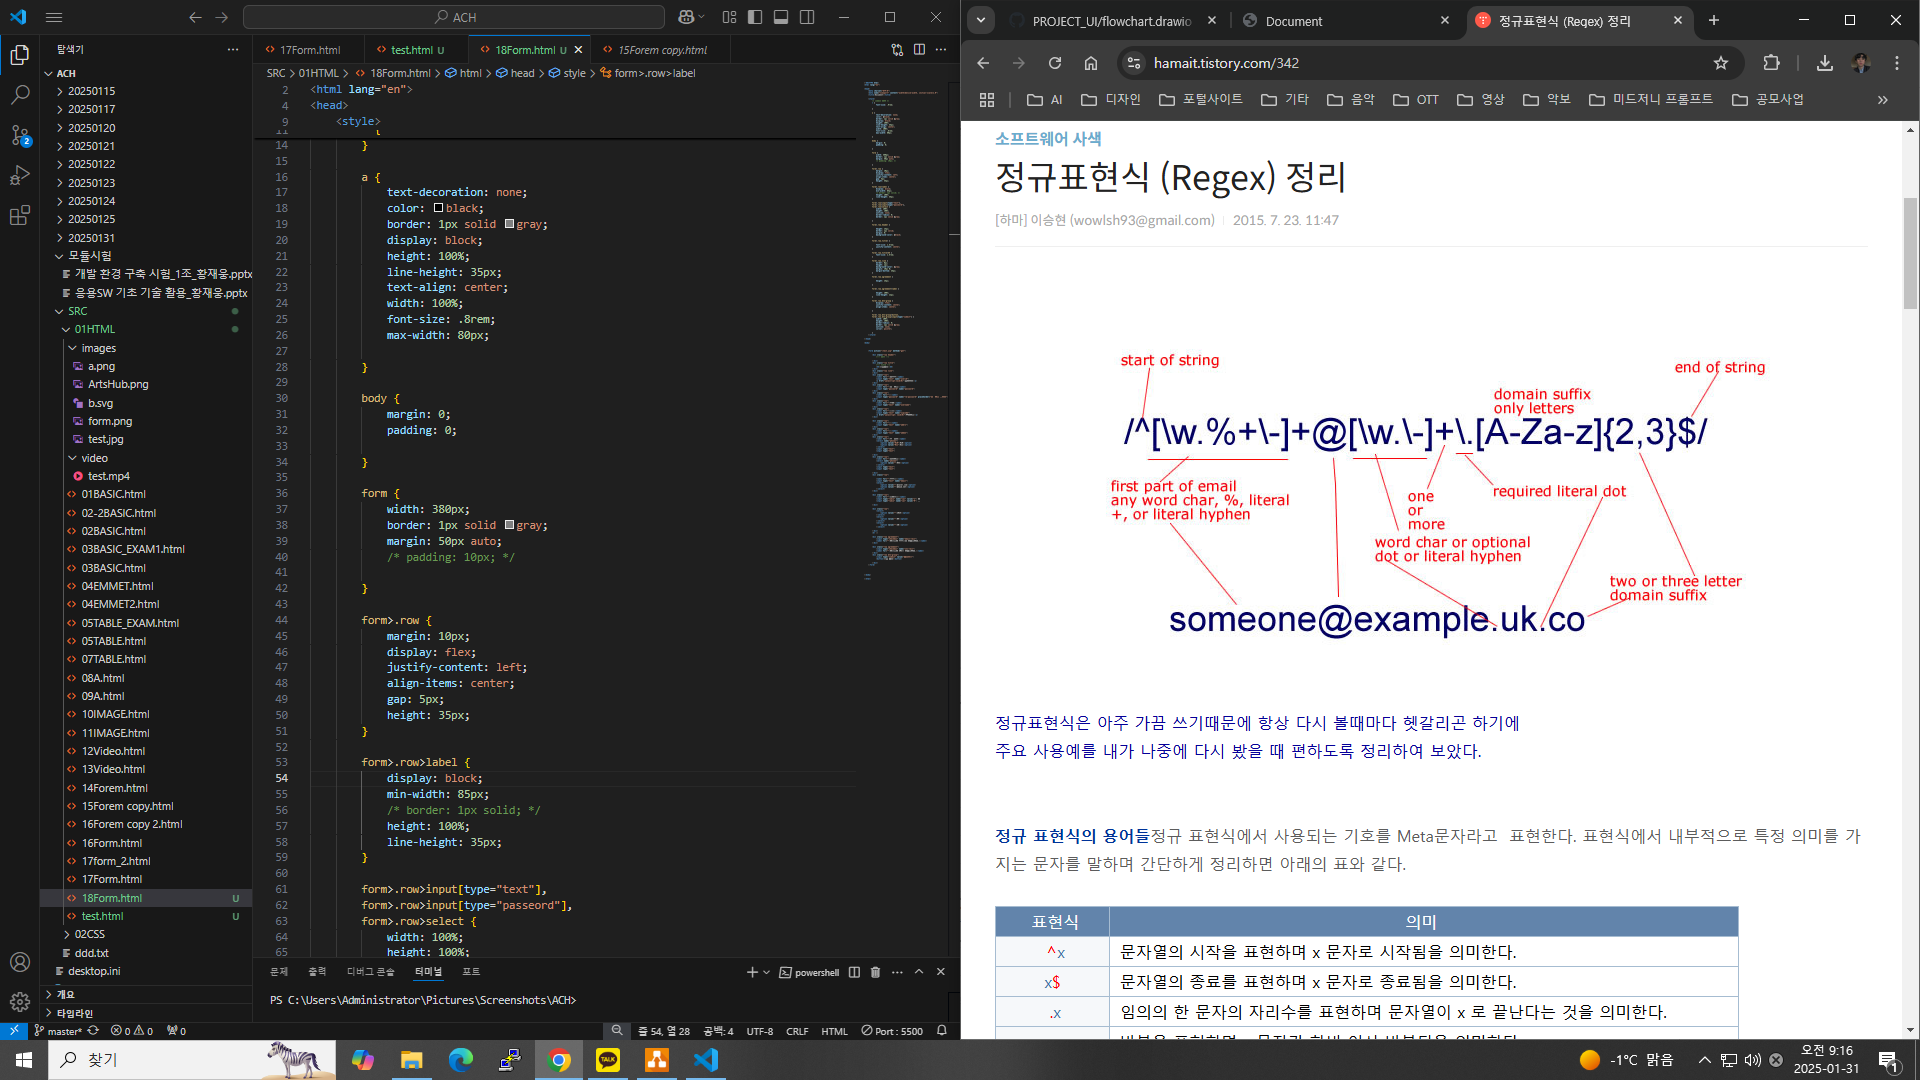 ACH
탐색기
ACH
20250115
20250117
20250120
20250121
20250122
20250123
20250124
20250125
20250131
모듈시험
개발 환경 구축 시험_1조_황재웅.pptx
응용SW 기초 기술 활용_황재웅.pptx
SRC
01HTML
images
a.png
ArtsHub.png
b.svg
form.png
test.jpg
video
test.mp4
01BASIC.html
02-2BASIC.html
02BASIC.html
03BASIC_EXAM1.html
03BASIC.html
04EMMET.html
04EMMET2.html
05TABLE_EXAM.html
05TABLE.html
07TABLE.html
08A.html
09A.html
10IMAGE.html
11IMAGE.html
12Video.html
13Video.html
14Forem.html
15Forem copy.html
16Forem copy 2.html
16Form.html
17form_2.html
17Form.html
18Form.html U
test.html U
02CSS
ddd.txt
desktop.ini
개요
타임라인
17Form.html
test.html U
18Form.html U
15Forem copy.html
SRC > 01HTML > 18Form.html > html > head > style > form>.row>label
2 <html lang="en">
4 <head>
9 <style>
14 }
15
16 a {
17 text-decoration: none;
18 color: black;
19 border: 1px solid gray;
20 display: block;
21 height: 100%;
22 line-height: 35px;
23 text-align: center;
24 width: 100%;
25 font-size: .8rem;
26 max-width: 80px;
27
28 }
29
30 body {
31 margin: 0;
32 padding: 0;
33
34 }
35
36 form {
37 width: 380px;
38 border: 1px solid gray;
39 margin: 50px auto;
40 /* padding: 10px; */
41
42 }
43
44 form>.row {
45 margin: 10px;
46 display: flex;
47 justify-content: left;
48 align-items: center;
49 gap: 5px;
50 height: 35px;
51 }
52
53 form>.row>label {
54 display: block;
55 min-width: 85px;
56 /* border: 1px solid; */
57 height: 100%;
58 line-height: 35px;
59 }
60
61 form>.row>input[type="text"],
62 form>.row>input[type="passeord"],
63 form>.row>select {
64 width: 100%;
65 height: 100%;
문제 출력 디버그 콘솔 터미널 포트
powershell
PS C:\Users\Administrator\Pictures\Screenshots\ACH>
master* 0 0 0 줄 54, 열 28 공백: 4 UTF-8 CRLF HTML Port : 5500
PROJECT_UI/flowchart.drawio
Document
정규표현식 (Regex) 정리
hamait.tistory.com/342
AI 디자인 포털사이트 기타 음악 OTT 영상 악보 미드저니 프롬프트 공모사업
소프트웨어 사색
정규표현식 (Regex) 정리
[하마] 이승현 (wowlsh93@gmail.com) 2015. 7. 23. 11:47
start of string
end of string
domain suffix
only letters
/^[\w.%+\-]+@[\w.\-]+\.[A-Za-z]{2,3}$/
first part of email
any word char, %, literal
+, or literal hyphen
one
or
more
required literal dot
word char or optional
dot or literal hyphen
two or three letter
domain suffix
someone@example.uk.co
정규표현식은 아주 가끔 쓰기때문에 항상 다시 볼때마다 헷갈리곤 하기에
주요 사용예를 내가 나중에 다시 봤을 때 편하도록 정리하여 보았다.
정규 표현식의 용어들정규 표현식에서 사용되는 기호를 Meta문자라고 표현한다. 표현식에서 내부적으로 특정 의미를 가
지는 문자를 말하며 간단하게 정리하면 아래의 표와 같다.
표현식 의미
^x 문자열의 시작을 표현하며 x 문자로 시작됨을 의미한다.
x$ 문자열의 종료를 표현하며 x 문자로 종료됨을 의미한다.
.x 임의의 한 문자의 자리수를 표현하며 문자열이 x 로 끝난다는 것을 의미한다.
찾기
TALK
-1°C 맑음
오전 9:16
2025-01-31
1